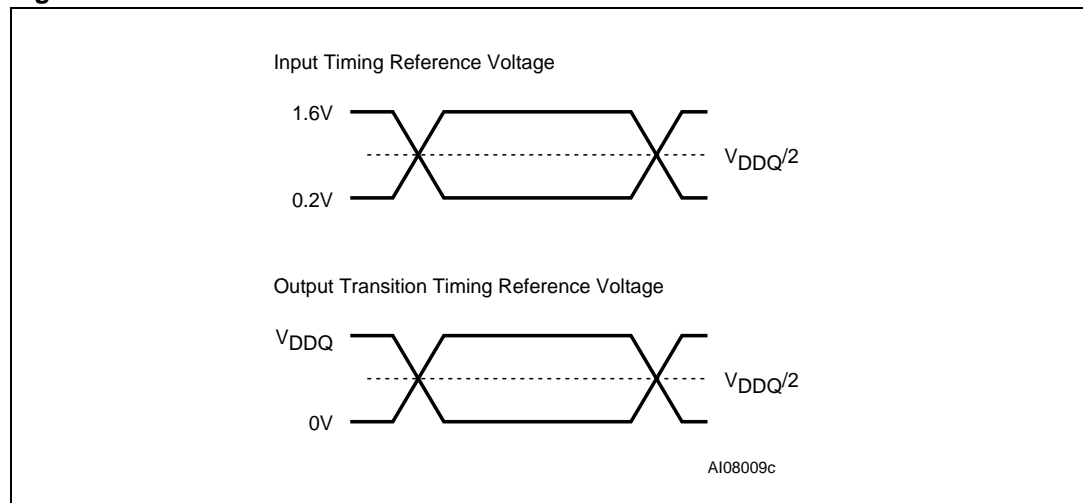 Input Timing Reference Voltage
1.6V
VDDQ/2
0.2V
Output Transition Timing Reference Voltage
VDDQ
VDDQ/2
0V
AI08009c